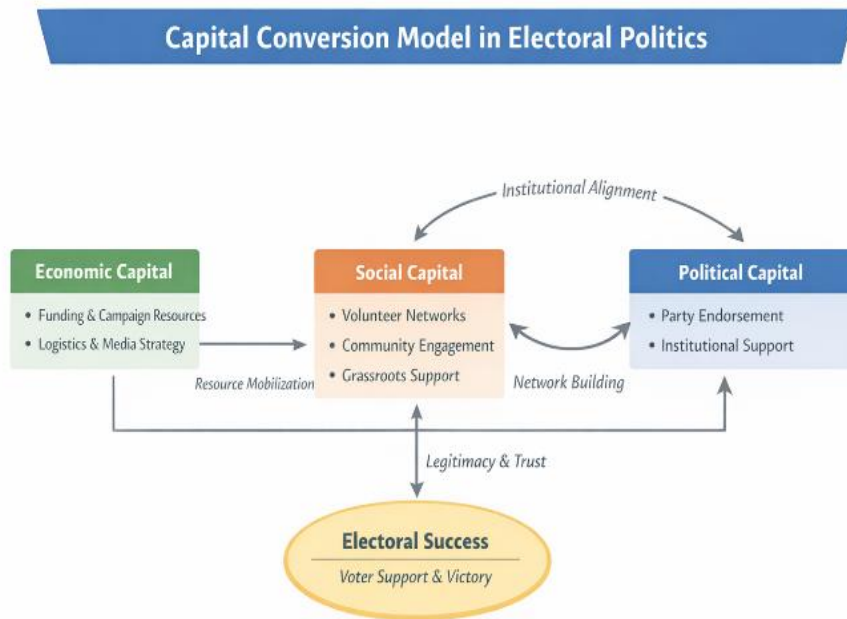 Capital Conversion Model in Electoral Politics
Institutional Alignment
Economic Capital
• Funding & Campaign Resources
• Logistics & Media Strategy
Resource Mobilization
Social Capital
• Volunteer Networks
• Community Engagement
• Grassroots Support
Network Building
Political Capital
• Party Endorsement
• Institutional Support
Legitimacy & Trust
Electoral Success
Voter Support & Victory